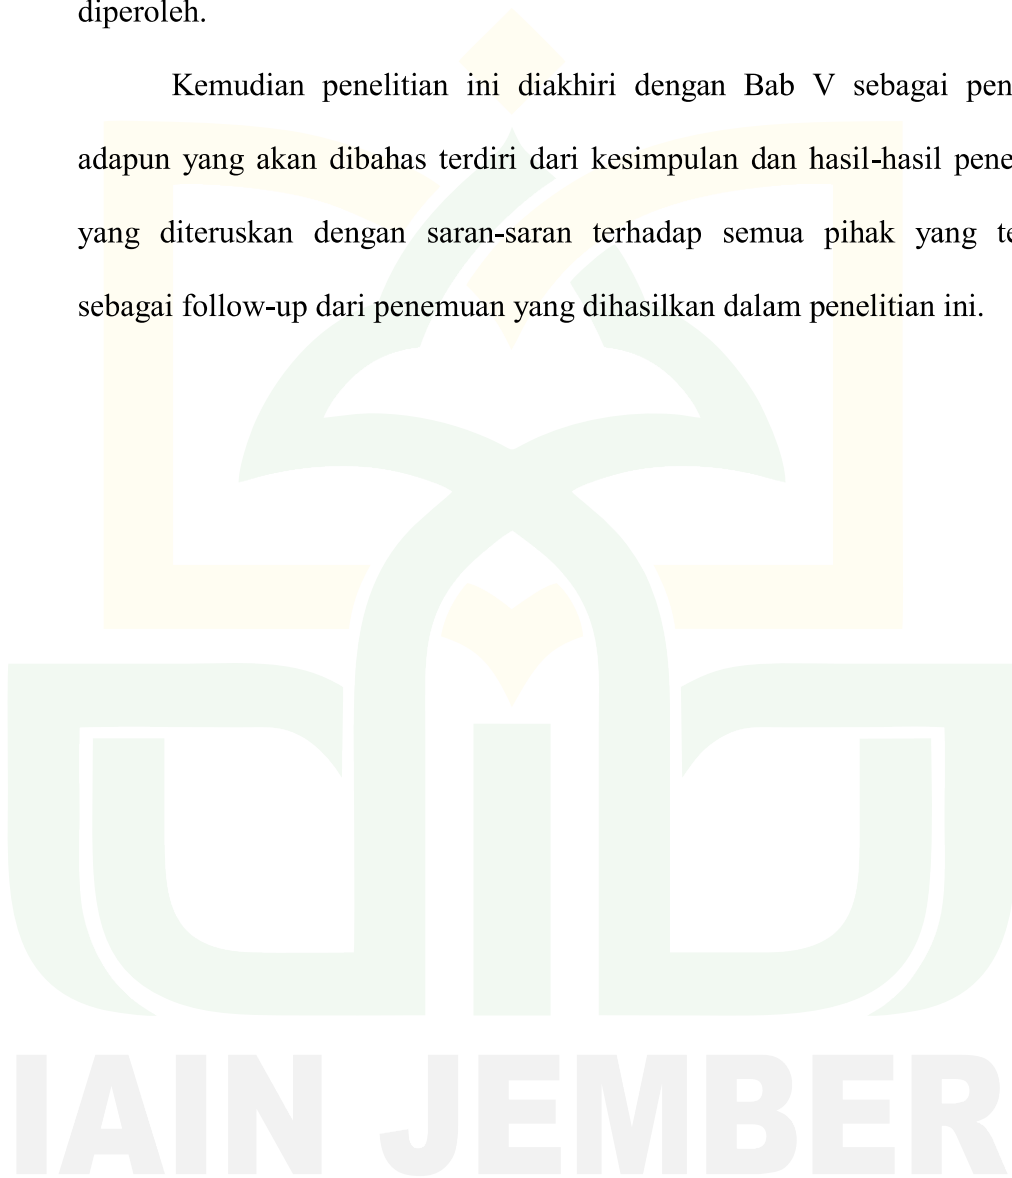 diperoleh.
Kemudian penelitian ini diakhiri dengan Bab V sebagai pen
adapun yang akan dibahas terdiri dari kesimpulan dan hasil-hasil pene
yang diteruskan dengan saran-saran terhadap semua pihak yang te
sebagai follow-up dari penemuan yang dihasilkan dalam penelitian ini.
IAIN JEMBER